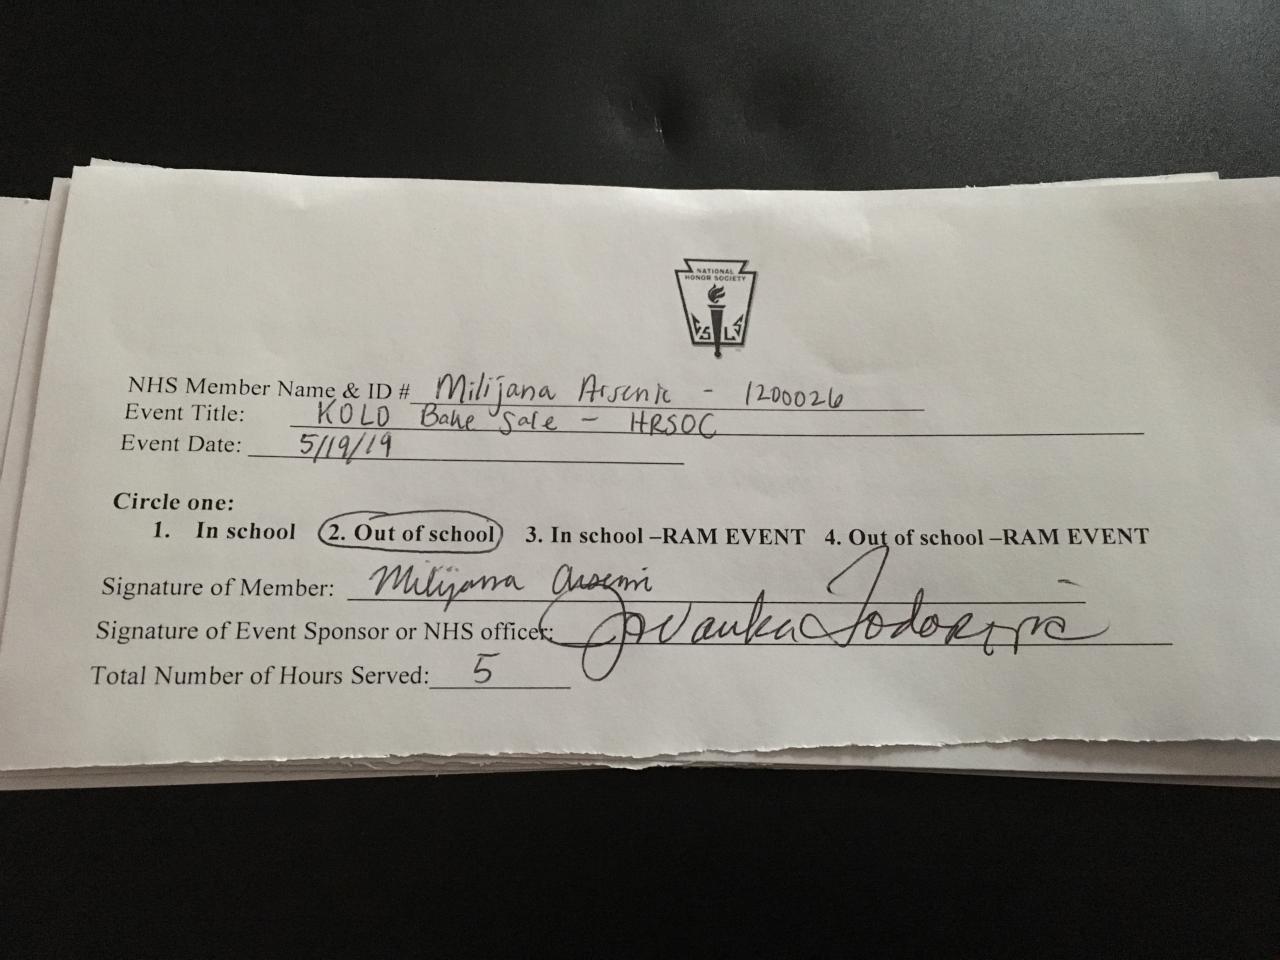 NATIONAL
HONOR SOCIETY
C S L S
NHS Member Name & ID # Milijana Arsenic - 1200026
Event Title: KOLO Bake Sale - HRSOC
Event Date: 5/19/19
Circle one:
1. In school 2. Out of school 3. In school –RAM EVENT 4. Out of school –RAM EVENT
Signature of Member: Milijana Arsenic
Signature of Event Sponsor or NHS officer: Jovanka
Total Number of Hours Served: 5